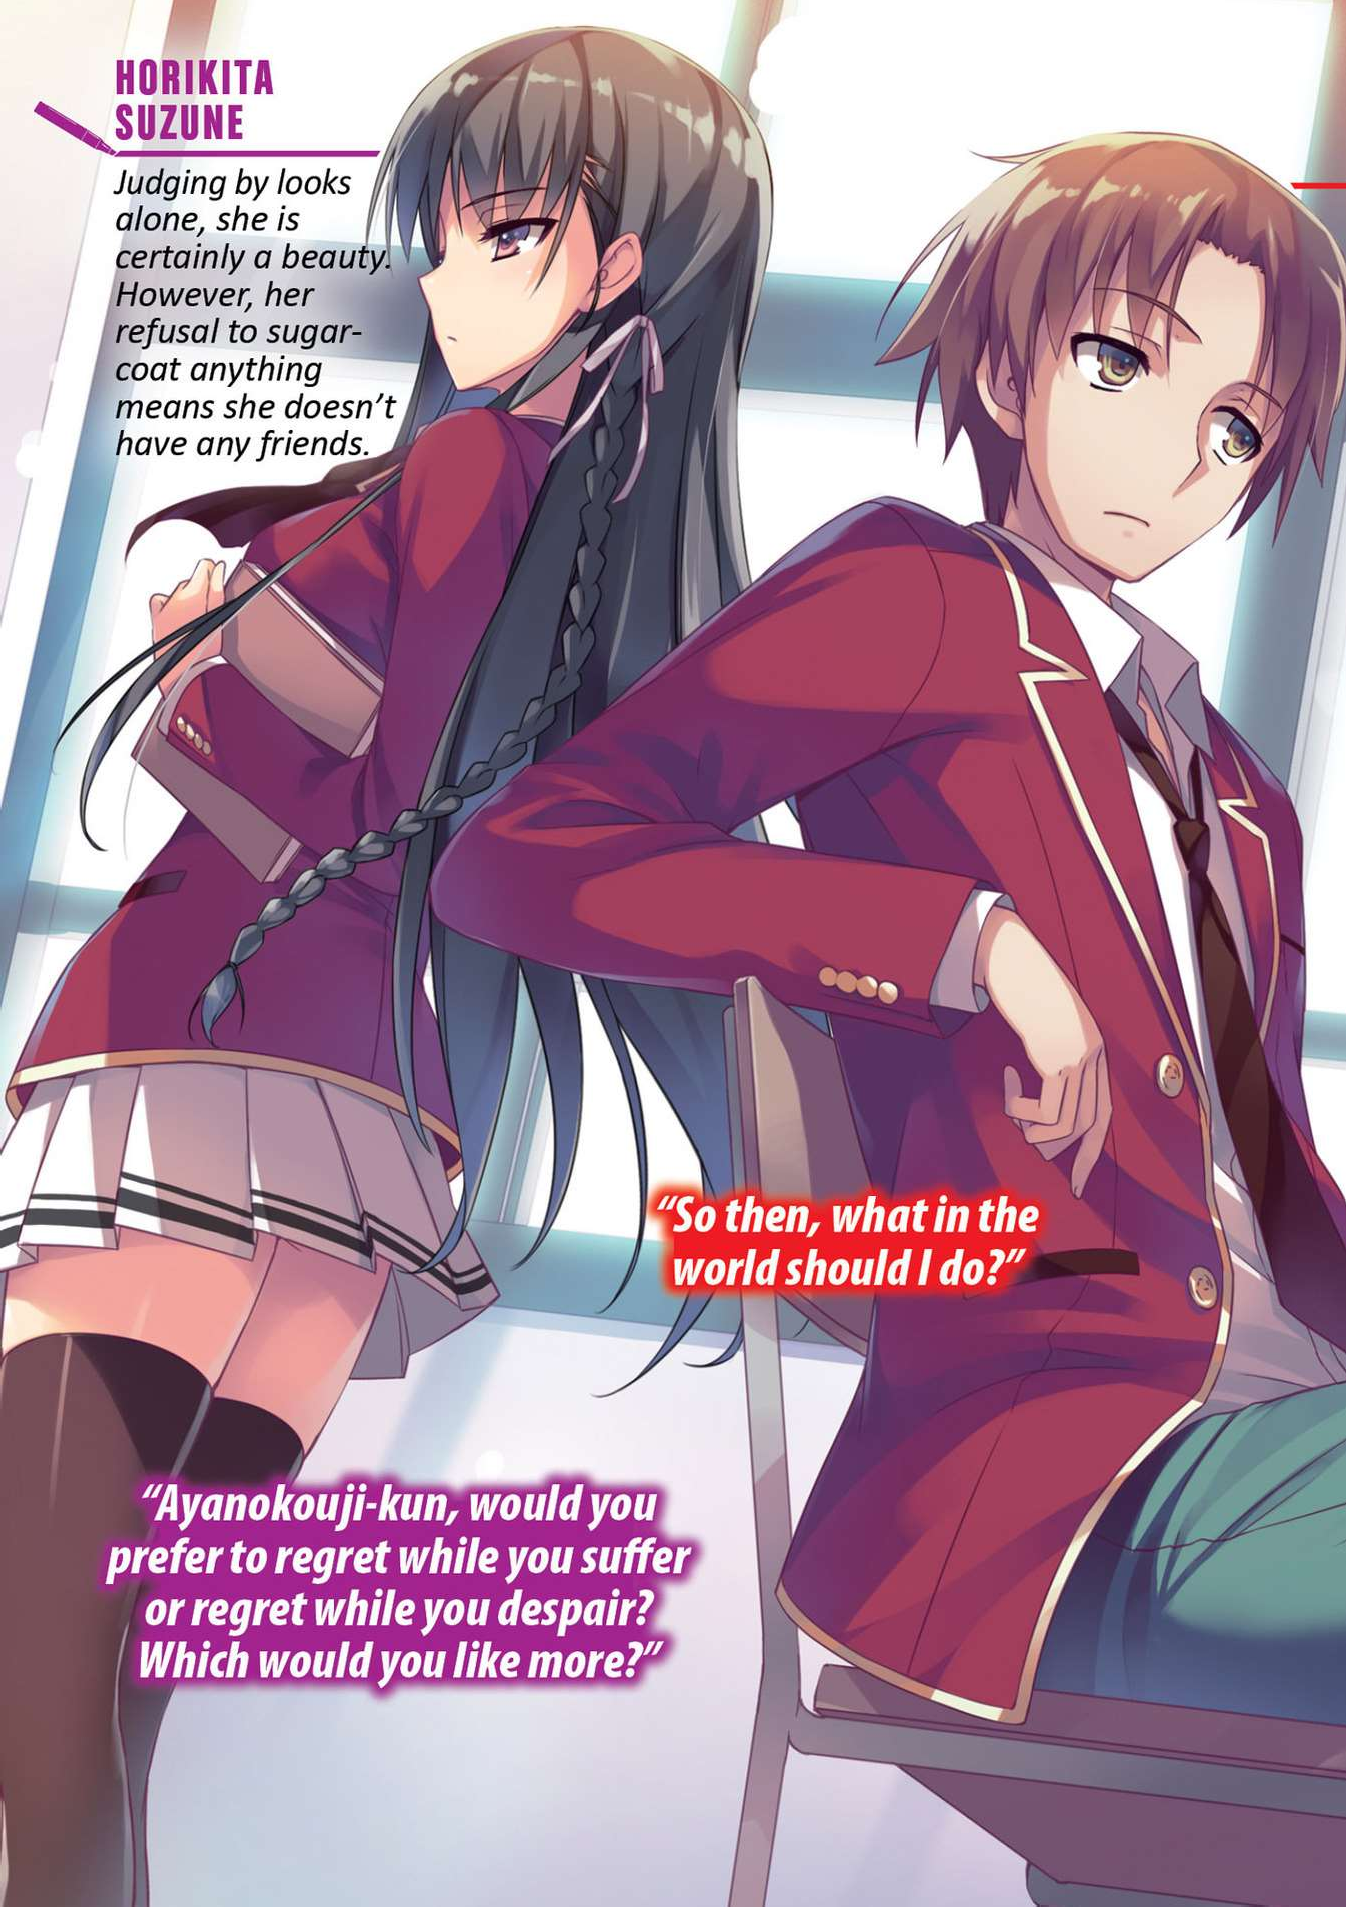 HORIKITA
SUZUNE
Judging by looks
alone, she is
certainly a beauty.
However, her
refusal to sugar-
coat anything
means she doesn't
have any friends.
“So then, what in the
world should I do?”
“Ayanokouji-kun, would you
prefer to regret while you suffer
or regret while you despair?
Which would you like more?”